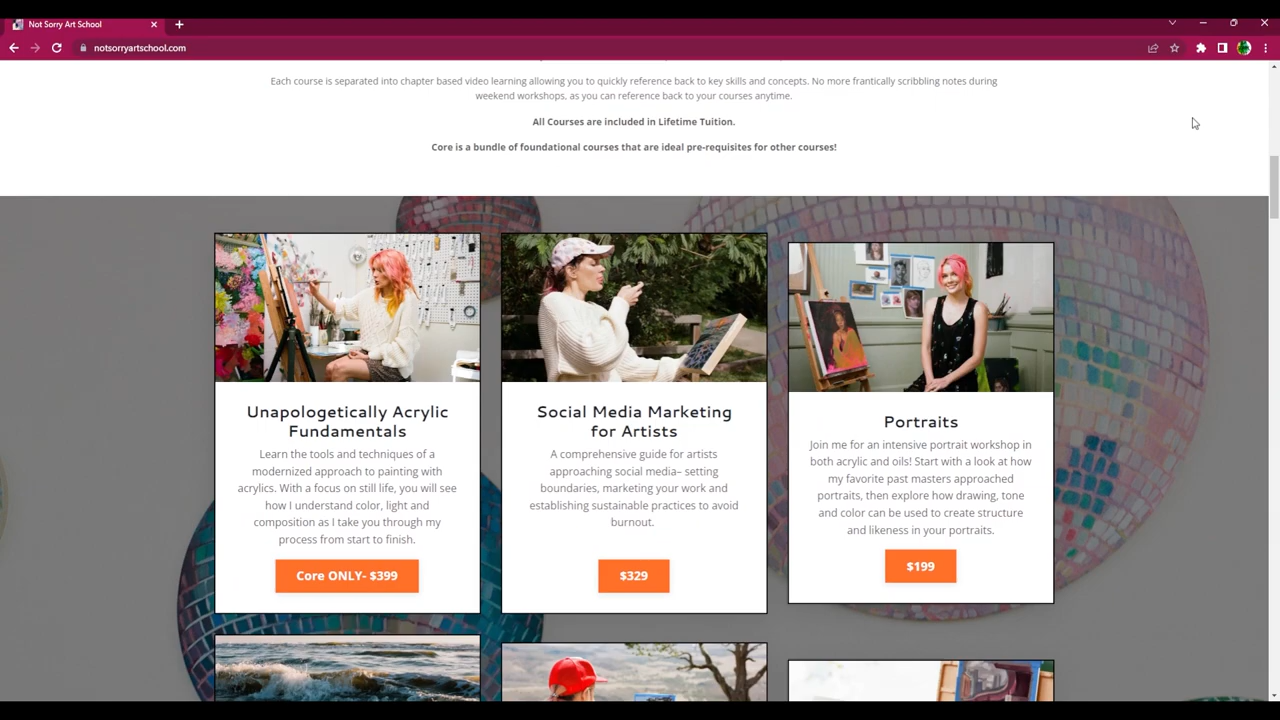 Not Sorry Art School
notsorryartschool.com
Each course is separated into chapter based video learning allowing you to quickly reference back to key skills and concepts. No more frantically scribbling notes during
weekend workshops, as you can reference back to your courses anytime.
All Courses are included in Lifetime Tuition.
Core is a bundle of foundational courses that are ideal pre-requisites for other courses!
Unapologetically Acrylic
Fundamentals
Learn the tools and techniques of a
modernized approach to painting with
acrylics. With a focus on still life, you will see
how I understand color, light and
composition as I take you through my
process from start to finish.
Core ONLY- $399
Social Media Marketing
for Artists
A comprehensive guide for artists
approaching social media– setting
boundaries, marketing your work and
establishing sustainable practices to avoid
burnout.
$329
Portraits
Join me for an intensive portrait workshop in
both acrylic and oils! Start with a look at how
my favorite past masters approached
portraits, then explore how drawing, tone
and color can be used to create structure
and likeness in your portraits.
$199